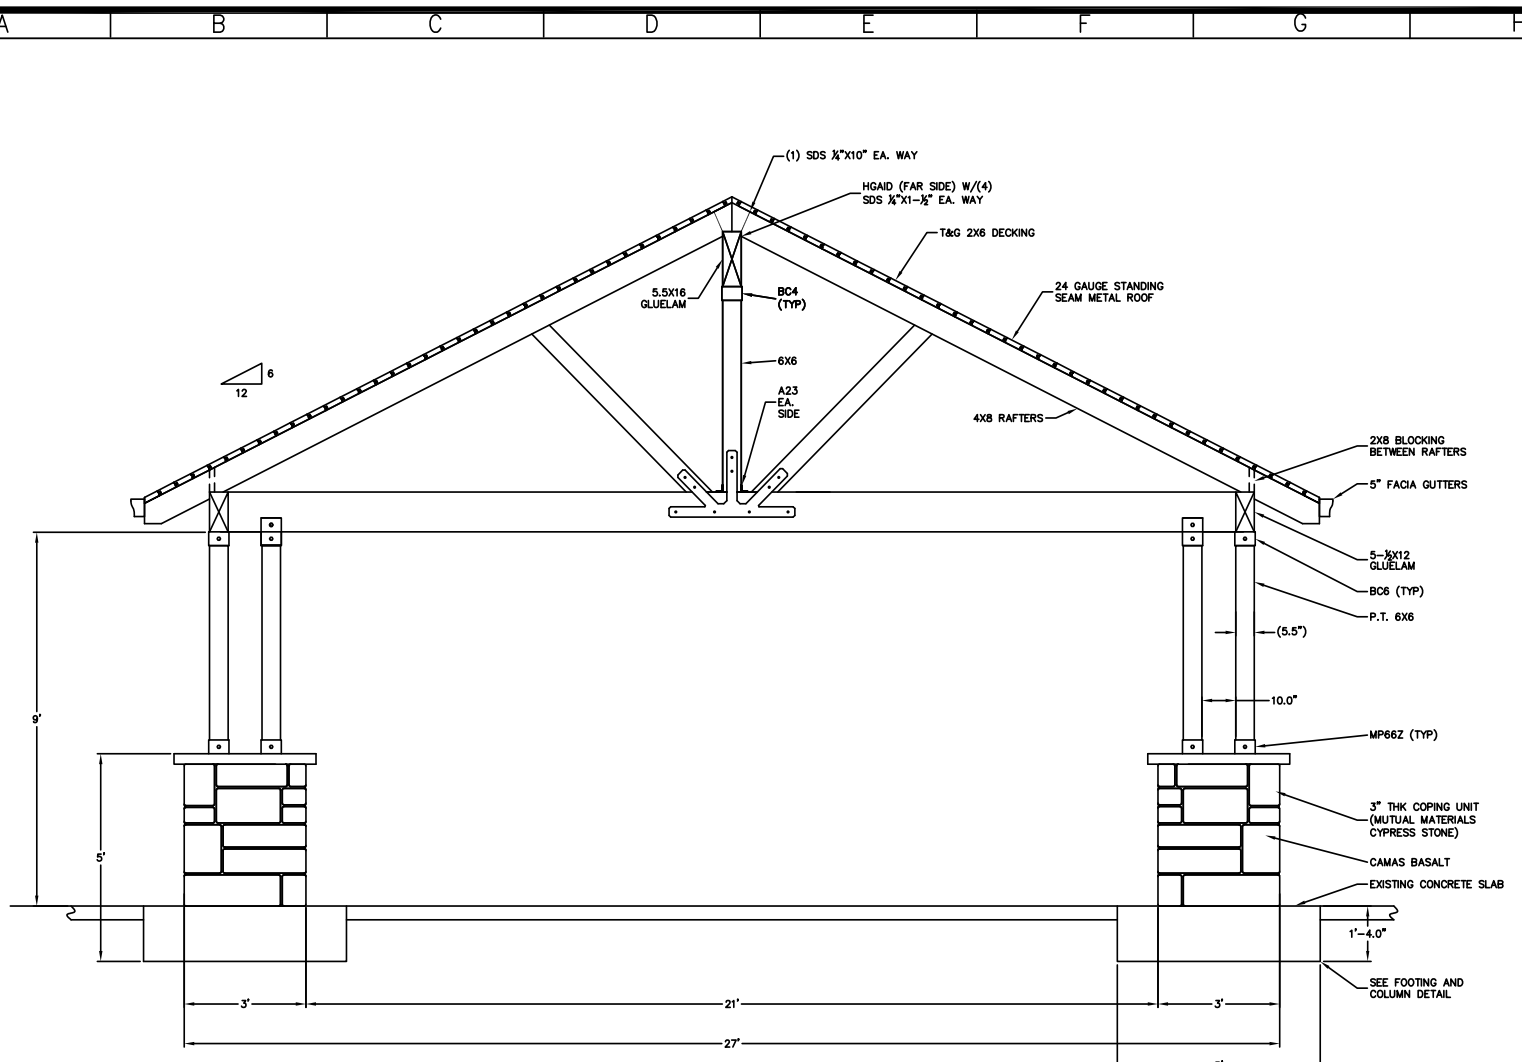 A B C D E F G H
(1) SDS ¼"X10" EA. WAY
HGAID (FAR SIDE) W/(4)
SDS ¼"X1-½" EA. WAY
T&G 2X6 DECKING
24 GAUGE STANDING
SEAM METAL ROOF
5.5X16
GLUELAM
BC4
(TYP)
6X6
A23
EA.
SIDE
6
12
4X8 RAFTERS
2X8 BLOCKING
BETWEEN RAFTERS
5" FACIA GUTTERS
5-½X12
GLUELAM
BC6 (TYP)
P.T. 6X6
(5.5")
10.0"
9'
MP66Z (TYP)
3" THK COPING UNIT
(MUTUAL MATERIALS
CYPRESS STONE)
5'
CAMAS BASALT
EXISTING CONCRETE SLAB
1'-4.0"
SEE FOOTING AND
COLUMN DETAIL
3' 21' 3'
27'